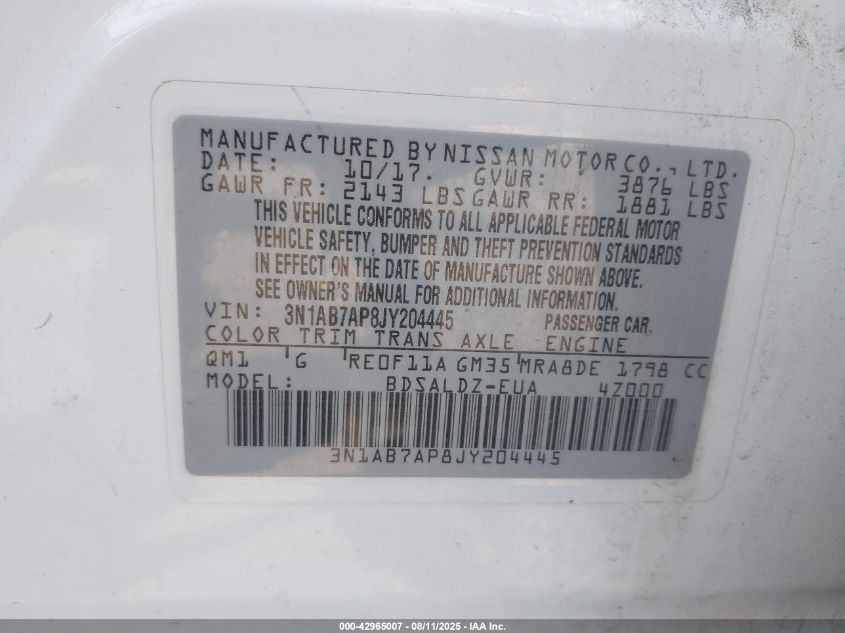 MANUFACTURED BY NISSAN MOTOR CO., LTD.
DATE: 10/17. GVWR: 3876 LBS
GAWR FR: 2143 LBS GAWR RR: 1881 LBS
THIS VEHICLE CONFORMS TO ALL APPLICABLE FEDERAL MOTOR
VEHICLE SAFETY, BUMPER AND THEFT PREVENTION STANDARDS
IN EFFECT ON THE DATE OF MANUFACTURE SHOWN ABOVE.
SEE OWNER'S MANUAL FOR ADDITIONAL INFORMATION.
VIN: 3N1AB7AP8JY204445 PASSENGER CAR.
COLOR TRIM TRANS AXLE ENGINE
QM1 G RE0F11A GM35 MRA8DE 1798 CC
MODEL: BDSALDZ-EUA 4Z000
3N1AB7AP8JY204445
000-42965007 - 08/11/2025 - IAA Inc.